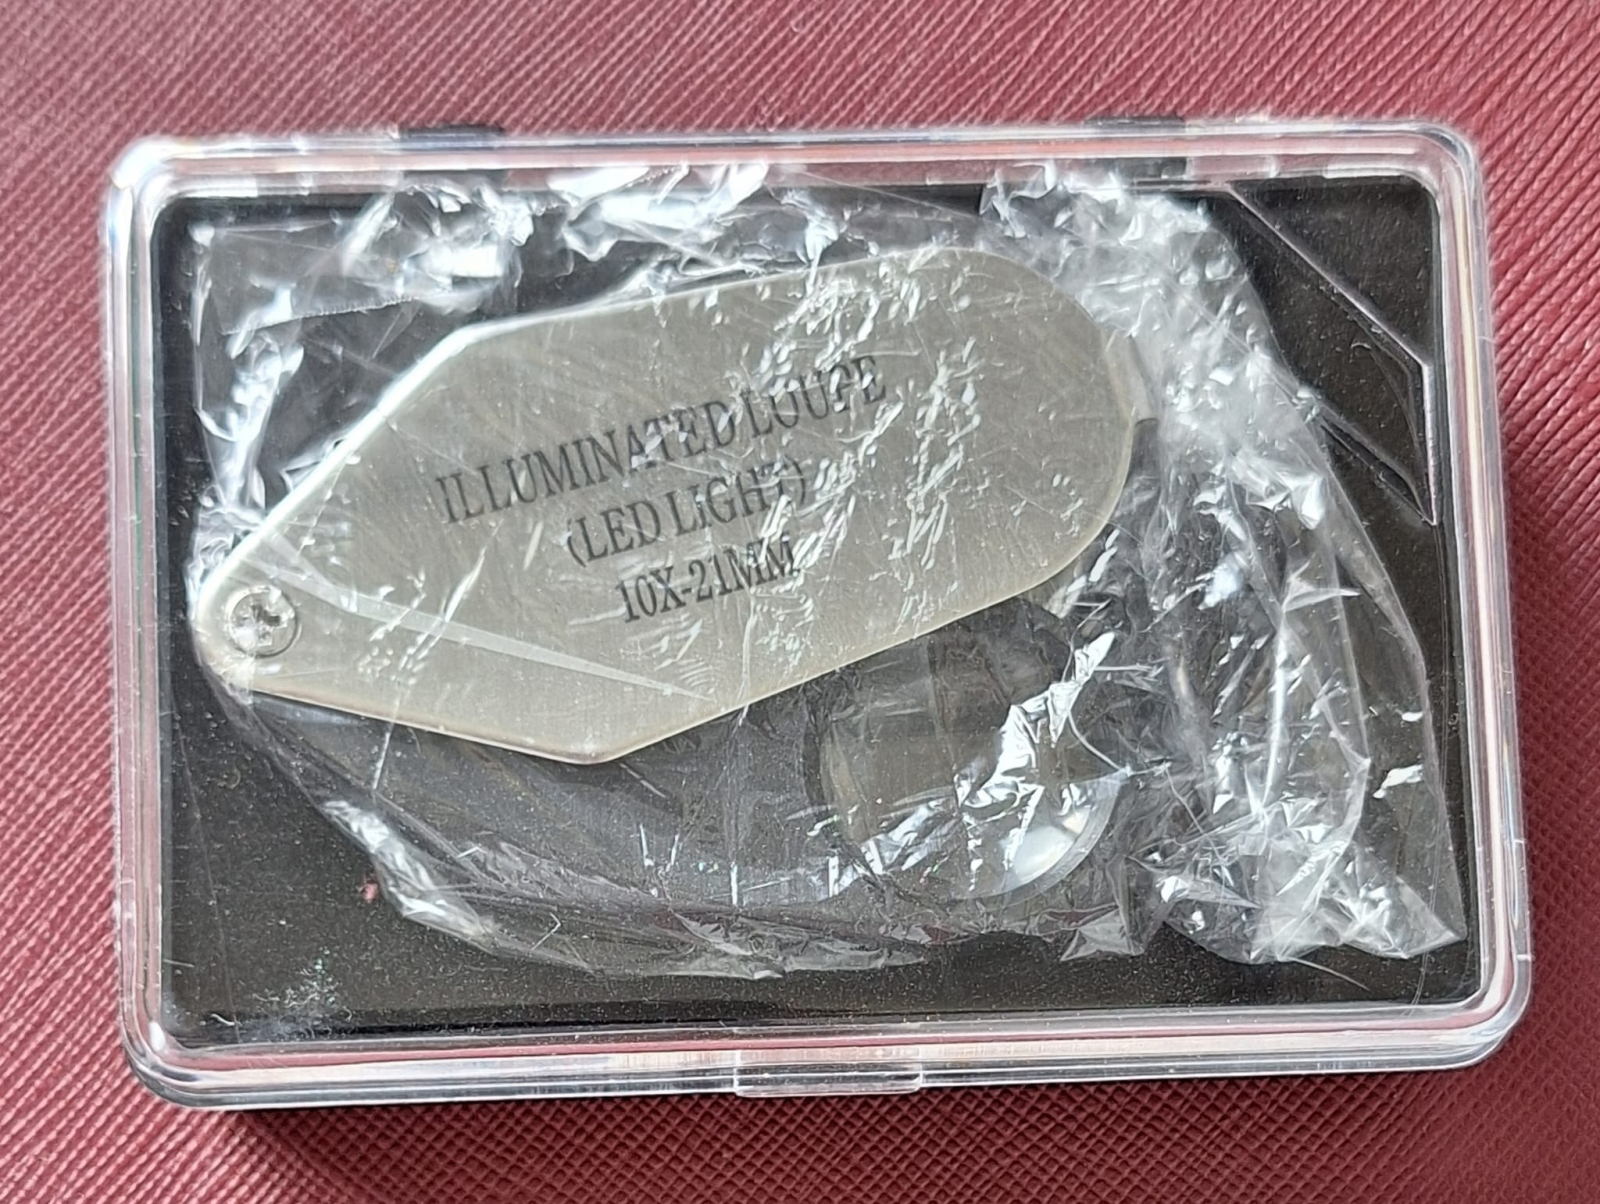 ILLUMINATED LOUPE
(LED LIGHT)
10X-21MM